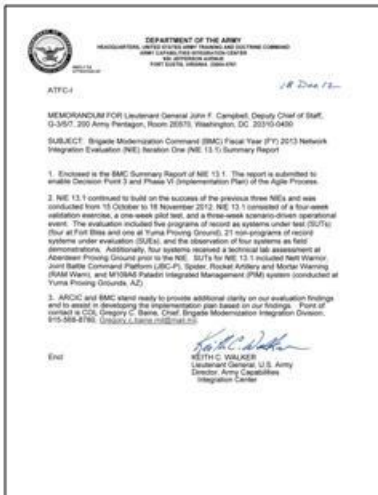 DEPARTMENT OF THE ARMY
HEADQUARTERS, UNITED STATES ARMY TRAINING AND DOCTRINE COMMAND
ARMY CAPABILITIES INTEGRATION CENTER
950 JEFFERSON AVENUE
FORT EUSTIS, VIRGINIA
ATFC-I
18 Dec 12
MEMORANDUM FOR Lieutenant General John F. Campbell, Deputy Chief of Staff,
G-3/5/7, 200 Army Pentagon, Room Washington, DC 20310-0400
SUBJECT: Brigade Modernization Command (BMC) Fiscal Year (FY) 2013 Network
Integration Evaluation (NIE) Iteration One (NIE 13.1) Summary Report
1. Enclosed is the BMC Summary Report of NIE 13.1. The report is submitted to
enable Decision Point 3 and Phase VI (Implementation Plan) of the Agile Process.
2. NIE 13.1 continued to build on the success of the previous three NIEs and was
conducted from 15 October to 18 November 2012. NIE 13.1 consisted of a four-week
validation exercise, a one-week pilot test, and a three-week scenario-driven operational
event. The evaluation included five programs of record as systems under test (SUTs)
(four at Fort Bliss and one at Yuma Proving Ground), 21 non-programs of record
systems under evaluation (SUEs), and the observation of four systems as field
demonstrations. Additionally, four systems received a technical lab assessment at
Aberdeen Proving Ground prior to the NIE. SUTs for NIE 13.1 included Nett Warrior,
Joint Battle Command Platform (JBC-P), Spider, Rocket Artillery and Mortar Warning
(RAM Warn), and M109A6 Paladin Integrated Management (PIM) system (conducted at
Yuma Proving Grounds, AZ)
3. ARCIC and BMC stand ready to provide additional clarity on our evaluation findings
and to assist in developing the implementation plan based on our findings. Point of
contact is COL Gregory C. Baine, Chief, Brigade Modernization Integration Division,
Gregory.c.baine.mil@mail.mil.
Keith C. Walker
Encl
KEITH C. WALKER
Lieutenant General, U.S. Army
Director, Army Capabilities
Integration Center